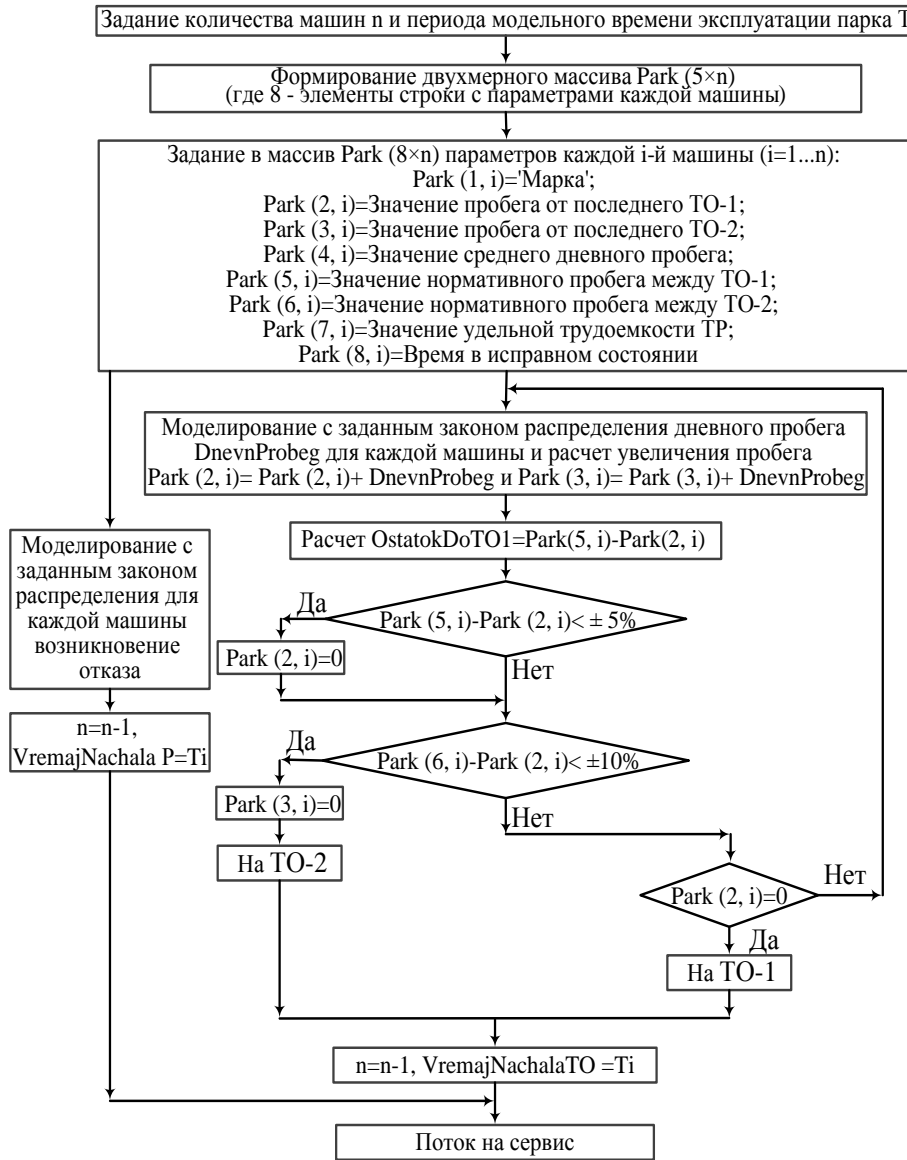 Задание количества машин n и периода модельного времени эксплуатации парка T
Формирование двухмерного массива Park (5×n)
(где 8 - элементы строки с параметрами каждой машины)
Задание в массив Park (8×n) параметров каждой i-й машины (i=1...n):
Park (1, i)='Марка';
Park (2, i)=Значение пробега от последнего ТО-1;
Park (3, i)=Значение пробега от последнего ТО-2;
Park (4, i)=Значение среднего дневного пробега;
Park (5, i)=Значение нормативного пробега между ТО-1;
Park (6, i)=Значение нормативного пробега между ТО-2;
Park (7, i)=Значение удельной трудоемкости ТР;
Park (8, i)=Время в исправном состоянии
Моделирование с заданным законом распределения дневного пробега
DnevnProbeg для каждой машины и расчет увеличения пробега
Park (2, i)= Park (2, i)+ DnevnProbeg и Park (3, i)= Park (3, i)+ DnevnProbeg
Расчет OstatokDoTO1=Park(5, i)-Park(2, i)
Моделирование с
заданным законом
распределения для
каждой машины
возникновение
отказа
Да
Park (5, i)-Park (2, i)< ± 5%
Park (2, i)=0
Нет
n=n-1,
VremajNachala P=Ti
Да
Park (6, i)-Park (2, i)< ±10%
Park (3, i)=0
Нет
На ТО-2
Park (2, i)=0
Нет
Да
На ТО-1
n=n-1, VremajNachalaTO =Ti
Поток на сервис